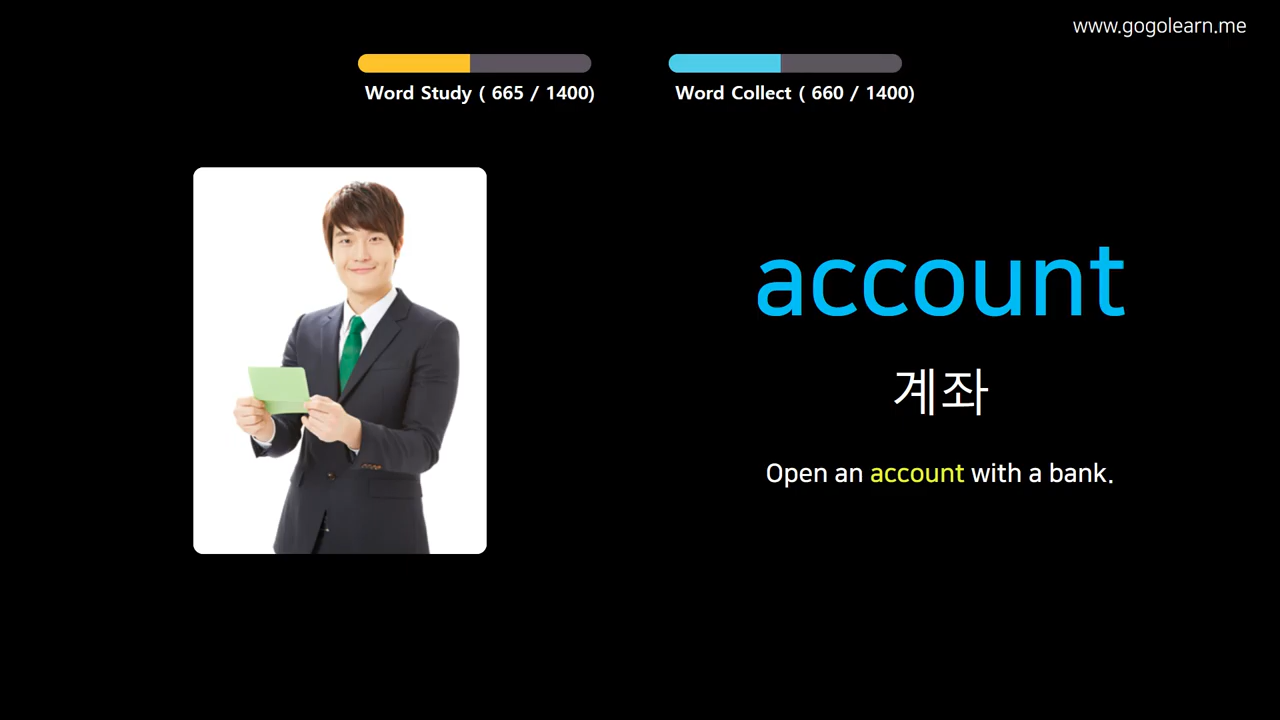 www.gogolearn.me
Word Study ( 665 / 1400)
Word Collect ( 660 / 1400)
account
계좌
Open an account with a bank.